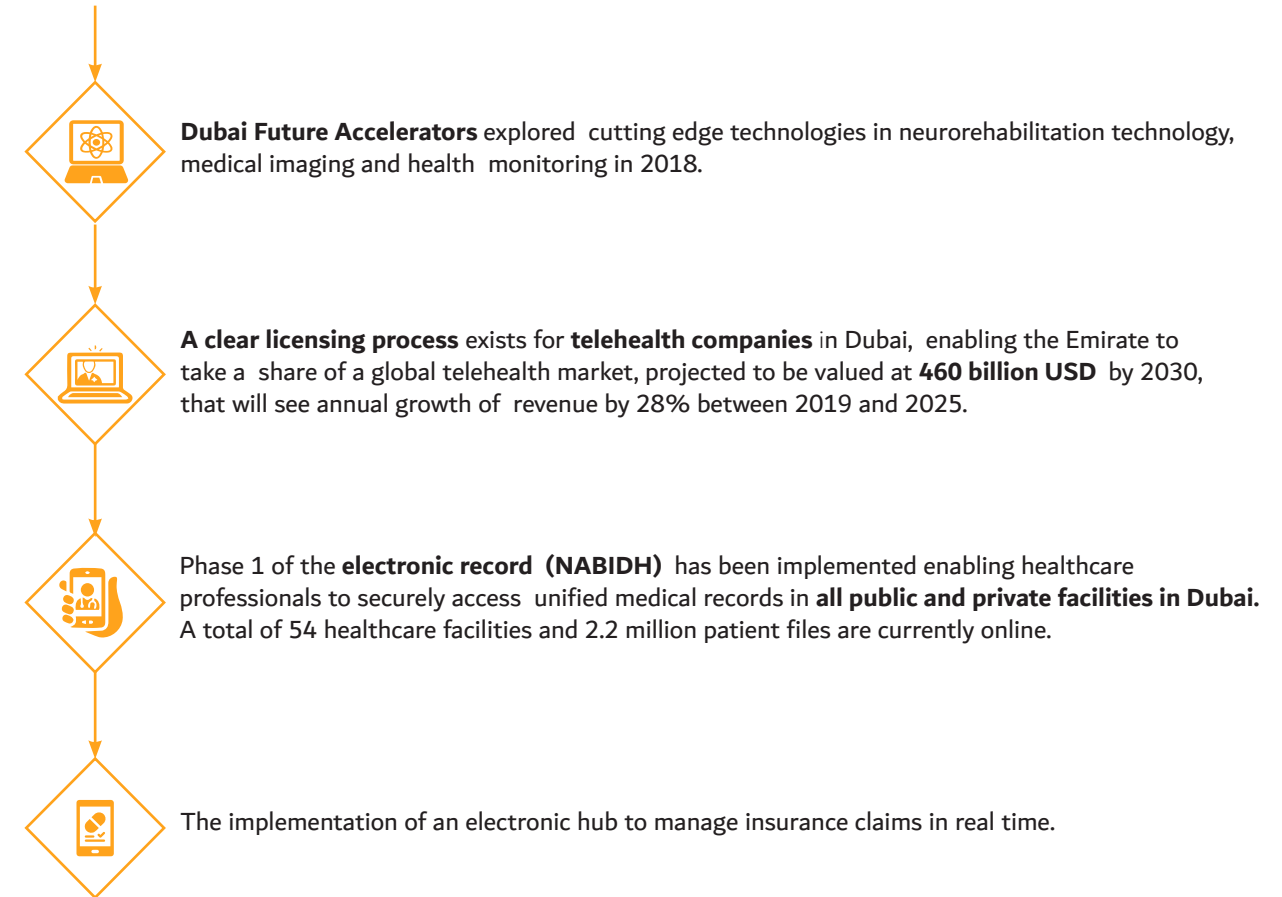 Dubai Future Accelerators explored cutting edge technologies in neurorehabilitation technology,
medical imaging and health monitoring in 2018.
A clear licensing process exists for telehealth companies in Dubai, enabling the Emirate to
take a share of a global telehealth market, projected to be valued at 460 billion USD by 2030,
that will see annual growth of revenue by 28% between 2019 and 2025.
Phase 1 of the electronic record (NABIDH) has been implemented enabling healthcare
professionals to securely access unified medical records in all public and private facilities in Dubai.
A total of 54 healthcare facilities and 2.2 million patient files are currently online.
The implementation of an electronic hub to manage insurance claims in real time.